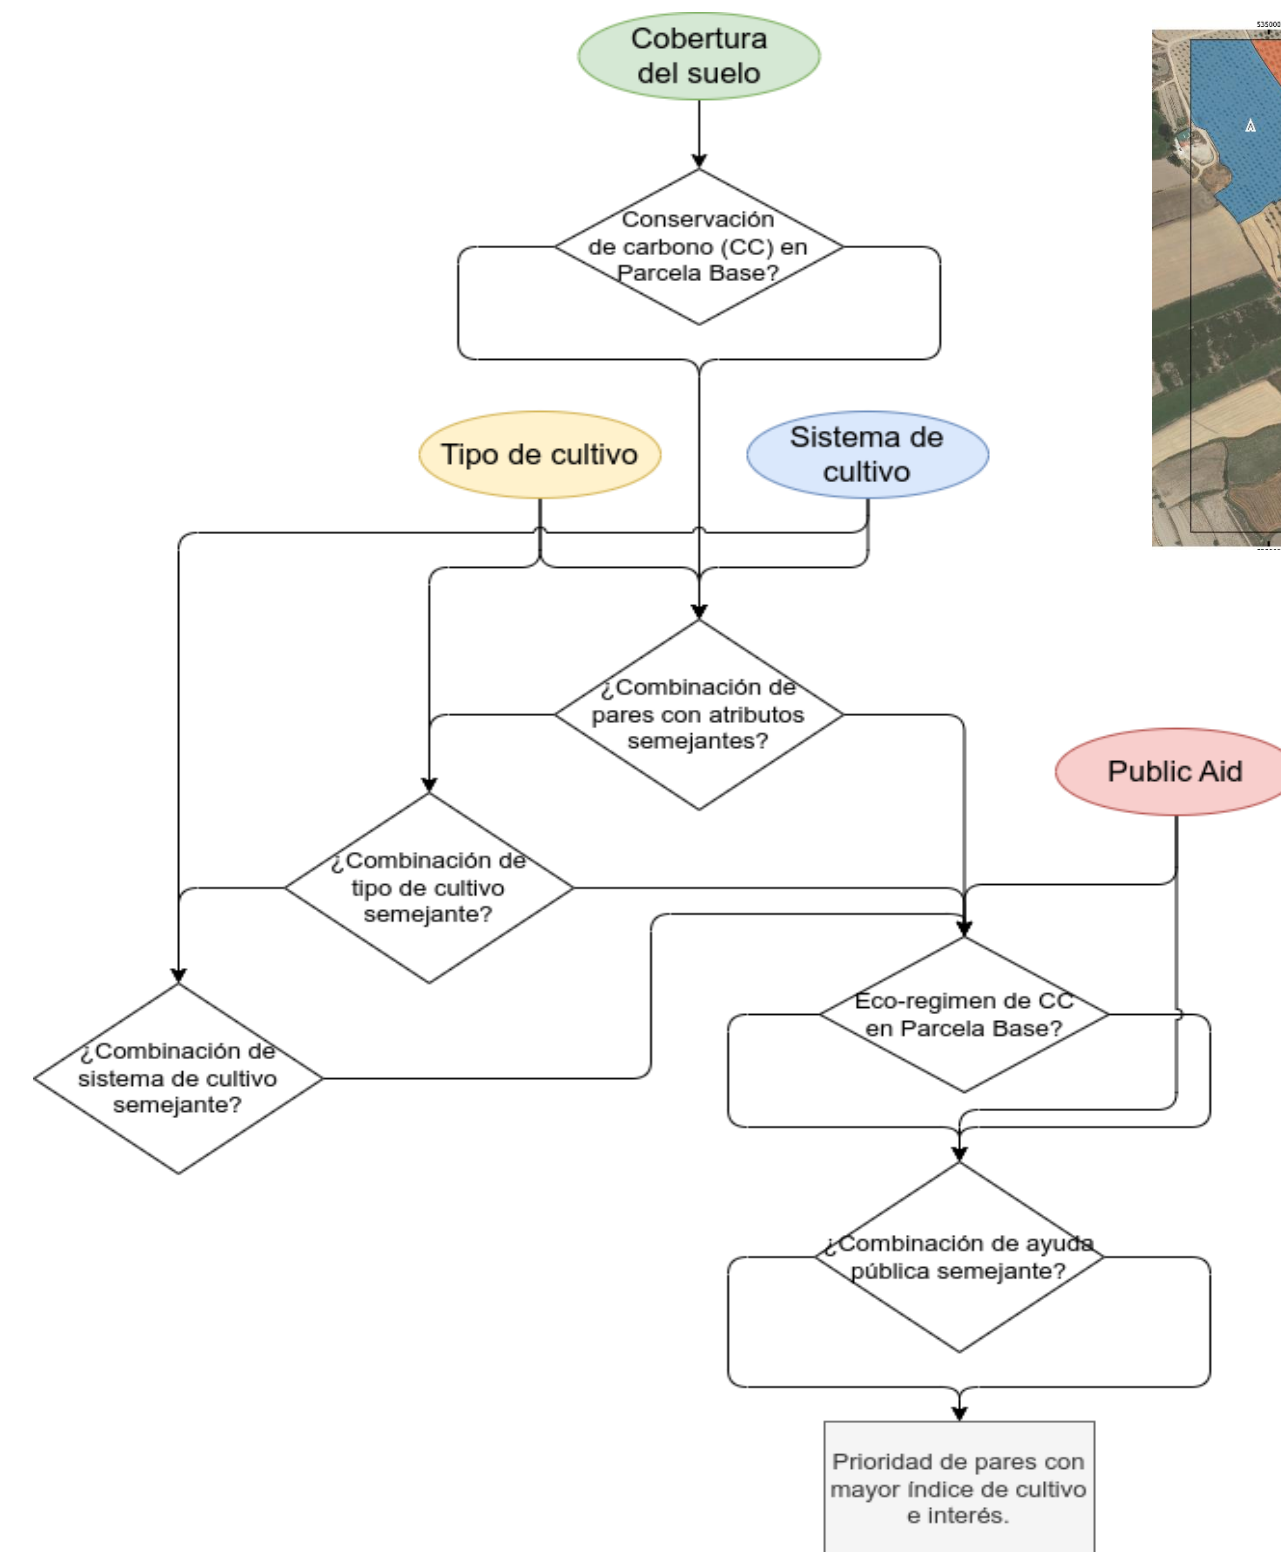 Cobertura
del suelo
535000
Conservación
de carbono (CC) en
Parcela Base?
Tipo de cultivo
Sistema de
cultivo
¿Combinación de
pares con atributos
semejantes?
Public Aid
¿Combinación de
tipo de cultivo
semejante?
Eco-regimen de CC
en Parcela Base?
¿Combinación de
sistema de cultivo
semejante?
¿Combinación de ayuda
pública semejante?
Prioridad de pares con
mayor índice de cultivo
e interés.